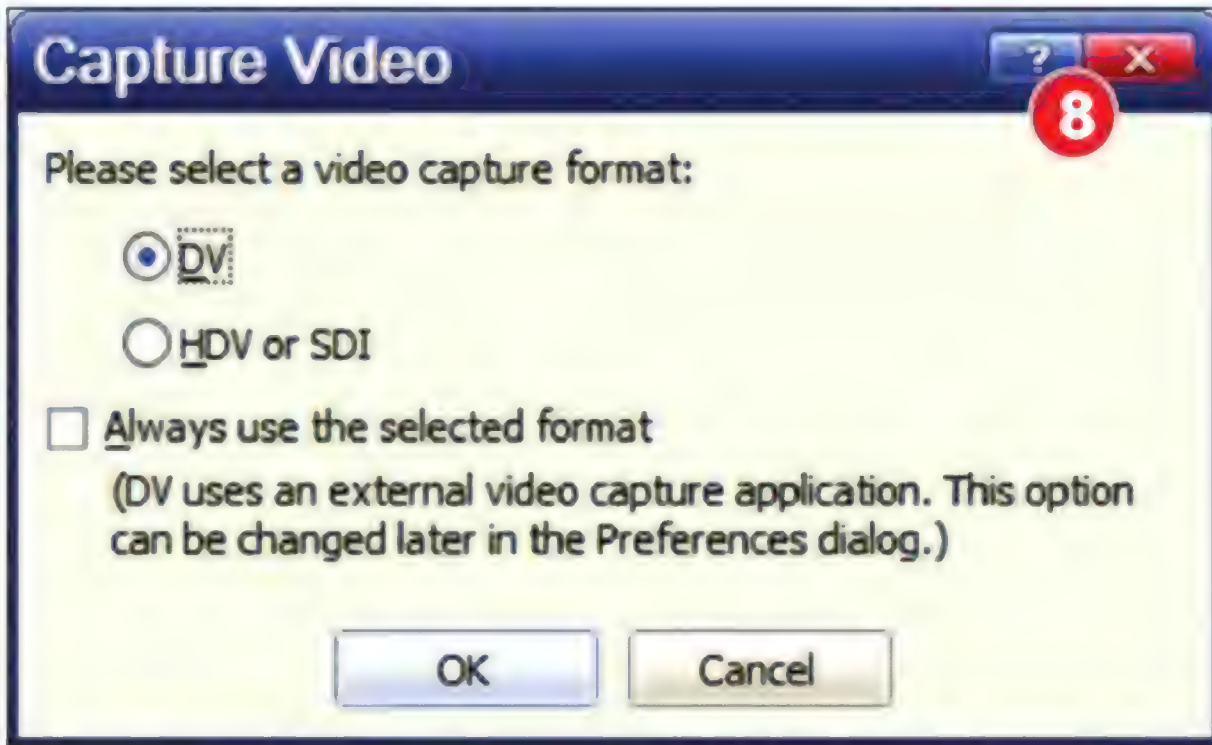 Capture Video
?
8
Please select a video capture format:
DV
HDV or SDI
Always use the selected format
(DV uses an external video capture application. This option
can be changed later in the Preferences dialog.)
OK Cancel